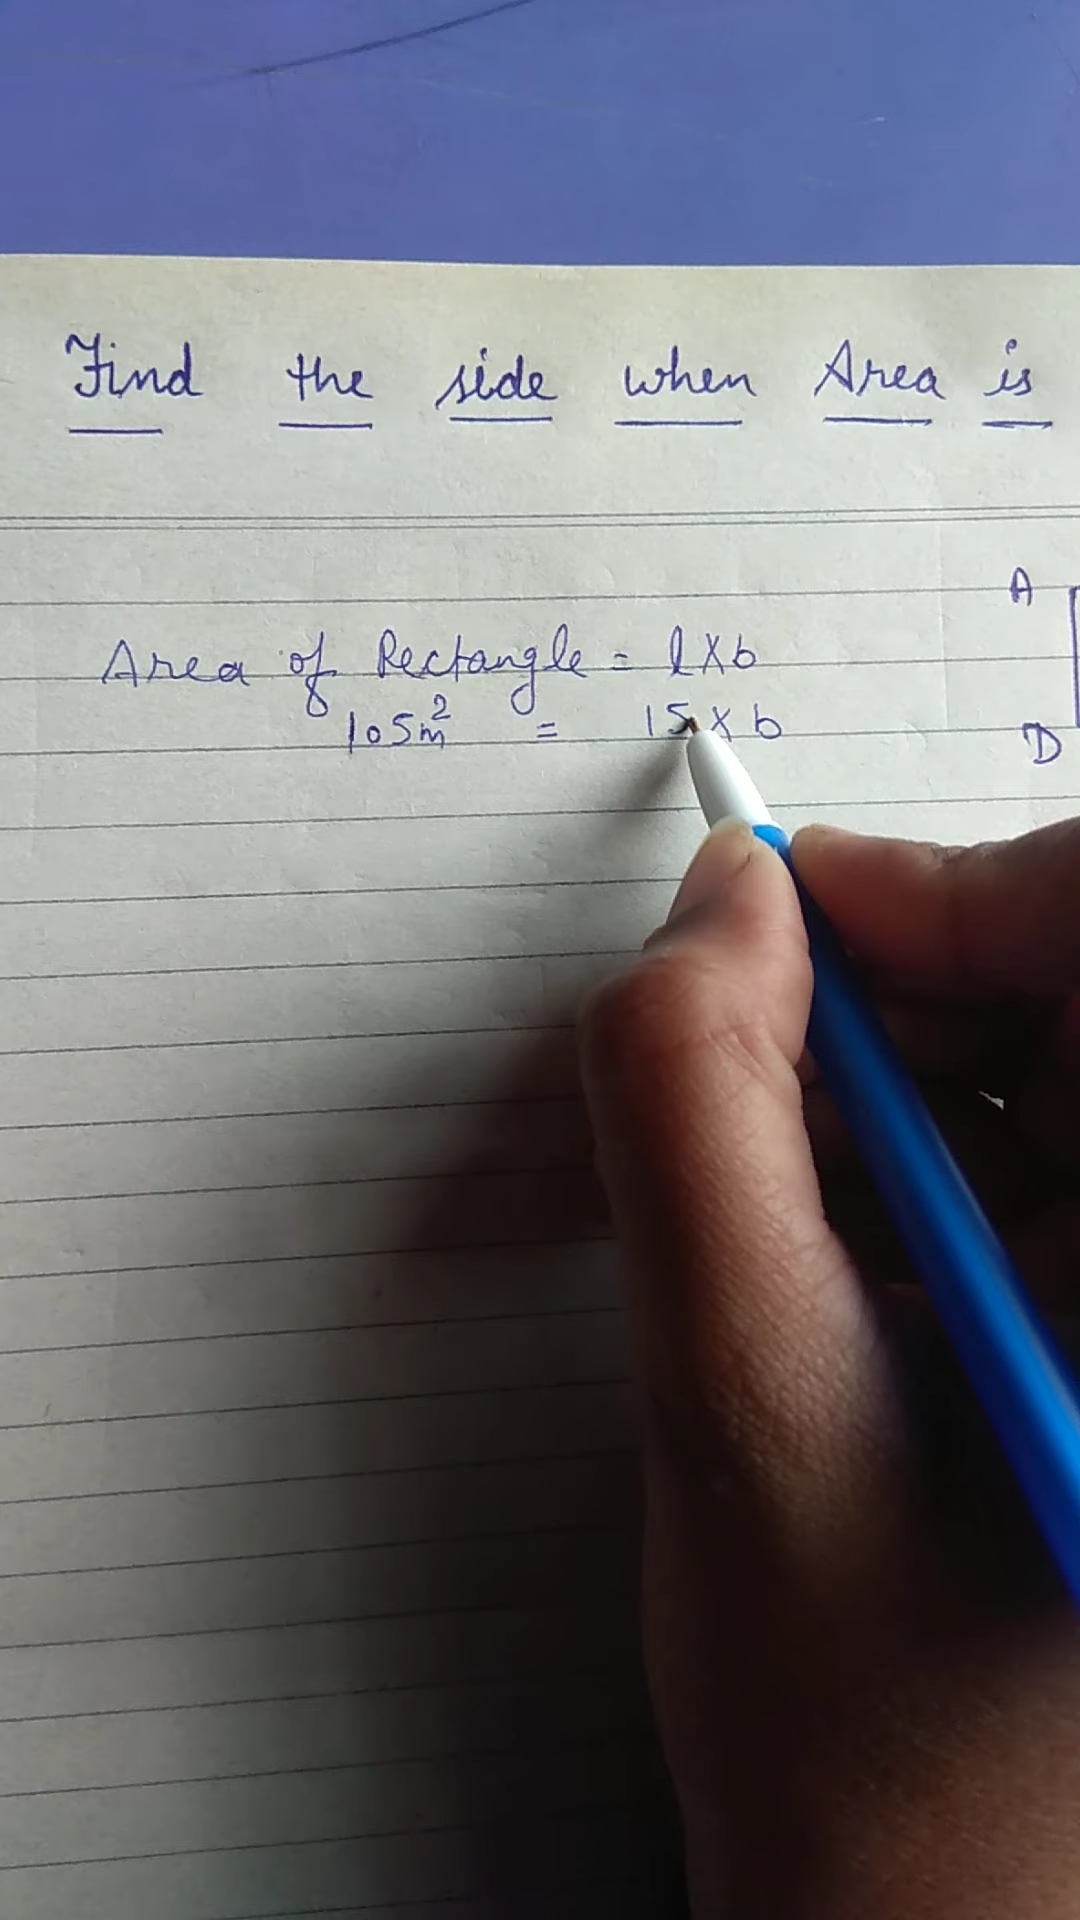 Find the side when Area is
A
Area of Rectangle = l x b
105m² = 15 x b
D